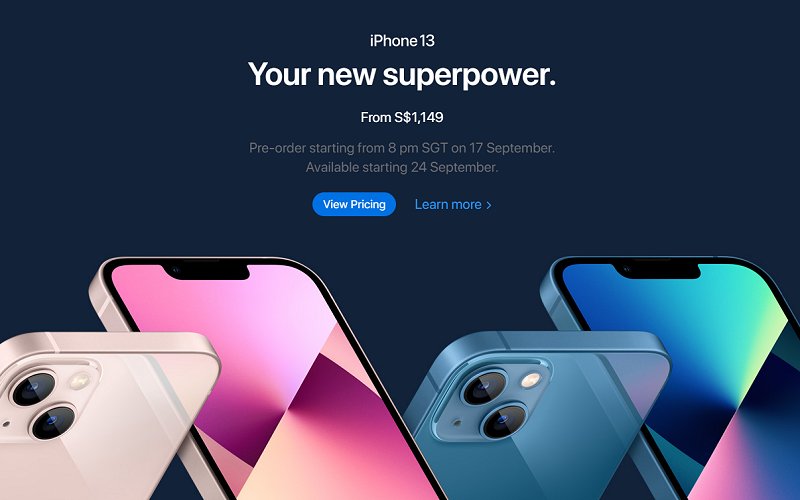 iPhone 13
Your new superpower.
From S$1,149
Pre-order starting from 8 pm SGT on 17 September.
Available starting 24 September.
View Pricing
Learn more >